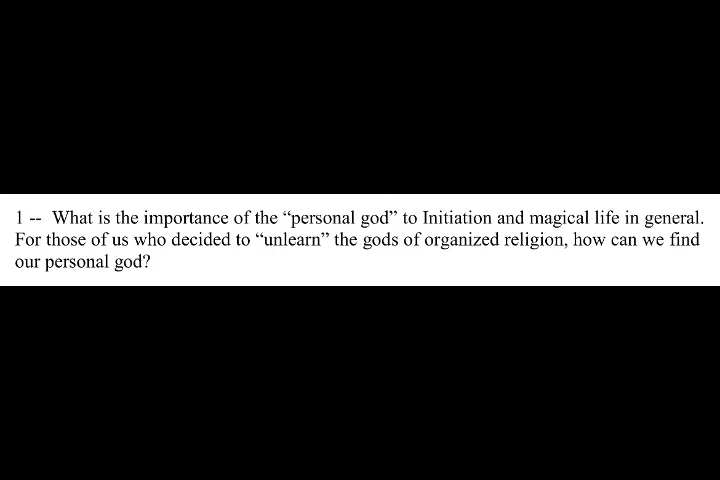 1 -- What is the importance of the “personal god” to Initiation and magical life in general.
For those of us who decided to “unlearn” the gods of organized religion, how can we find
our personal god?